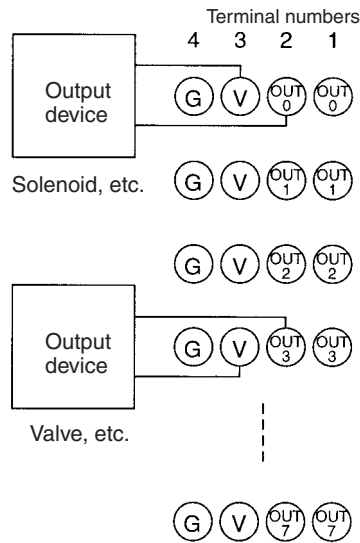 Terminal numbers
4 3 2 1
Output
device
G V OUT 0 OUT 0
Solenoid, etc.
G V OUT 1 OUT 1
G V OUT 2 OUT 2
Output
device
G V OUT 3 OUT 3
Valve, etc.
G V OUT 7 OUT 7